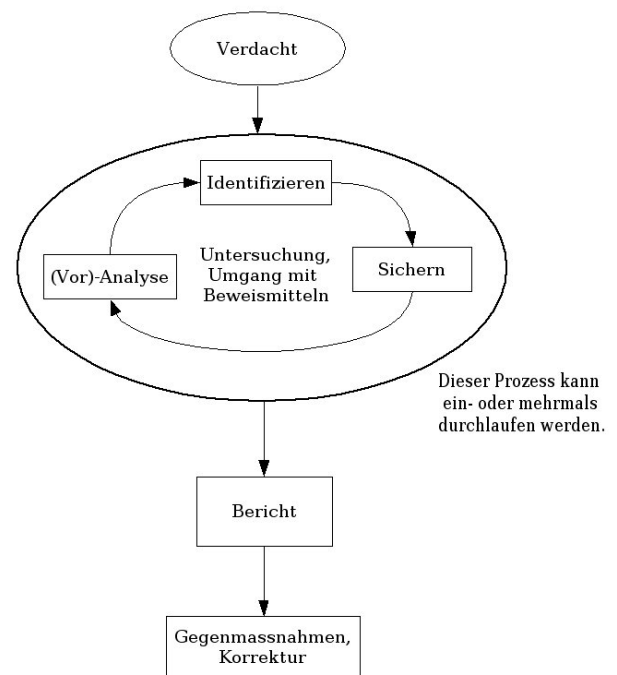 Verdacht
Identifizieren
(Vor)-Analyse
Untersuchung,
Umgang mit
Beweismitteln
Sichern
Dieser Prozess kann
ein- oder mehrmals
durchlaufen werden.
Bericht
Gegenmassnahmen,
Korrektur